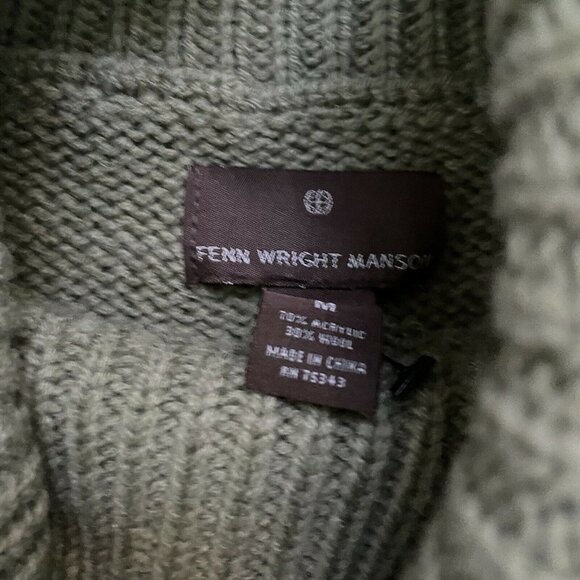 FENN WRIGHT MANSON
M
70% ACRYLIC
30% WOOL
MADE IN CHINA
RN 75343